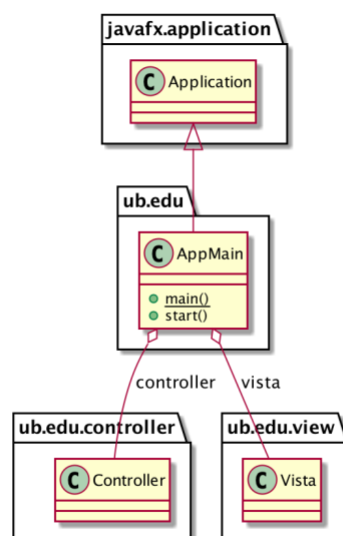 javafx.application
C Application
ub.edu
C AppMain
main()
start()
controller vista
ub.edu.controller ub.edu.view
C Controller C Vista